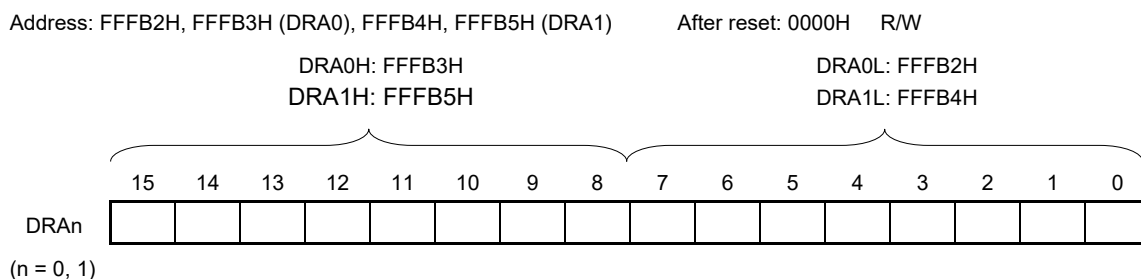 Address: FFFB2H, FFFB3H (DRA0), FFFB4H, FFFB5H (DRA1) After reset: 0000H R/W
DRA0H: FFFB3H DRA0L: FFFB2H
DRA1H: FFFB5H DRA1L: FFFB4H
15 14 13 12 11 10 9 8 7 6 5 4 3 2 1 0
DRAn
(n = 0, 1)